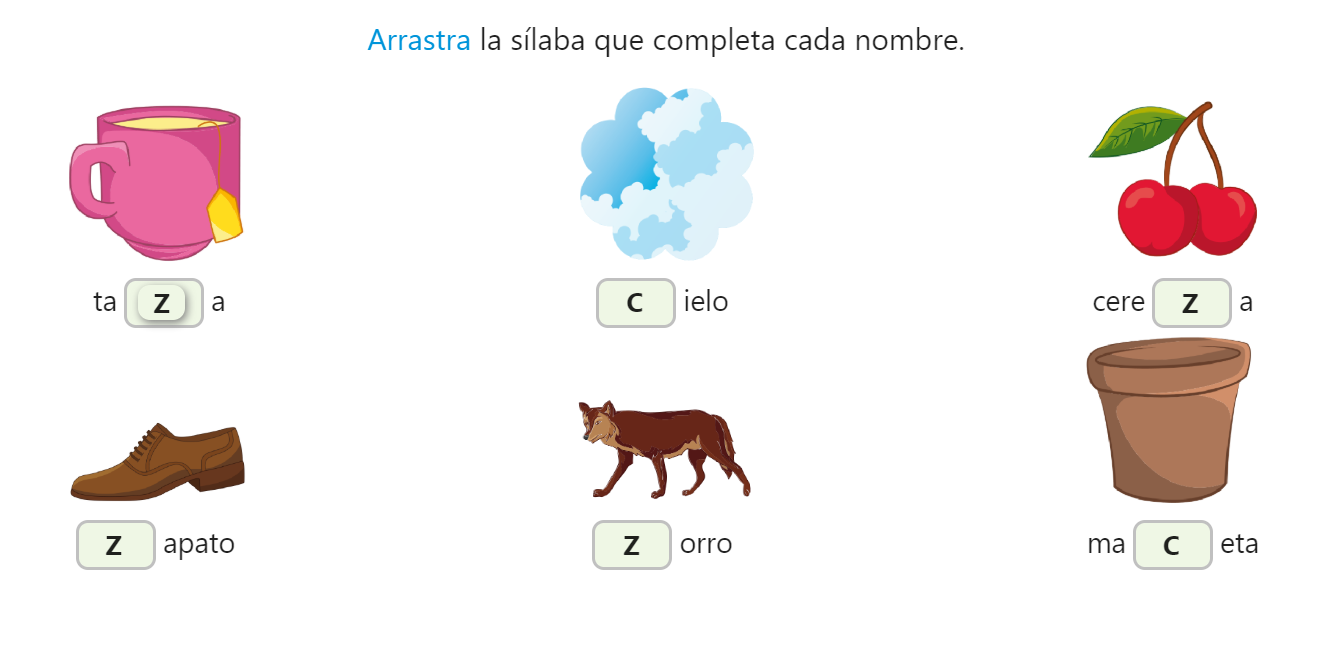 Arrastra la sílaba que completa cada nombre.
ta Z a
C ielo
cere Z a
Z apato
Z orro
ma C eta